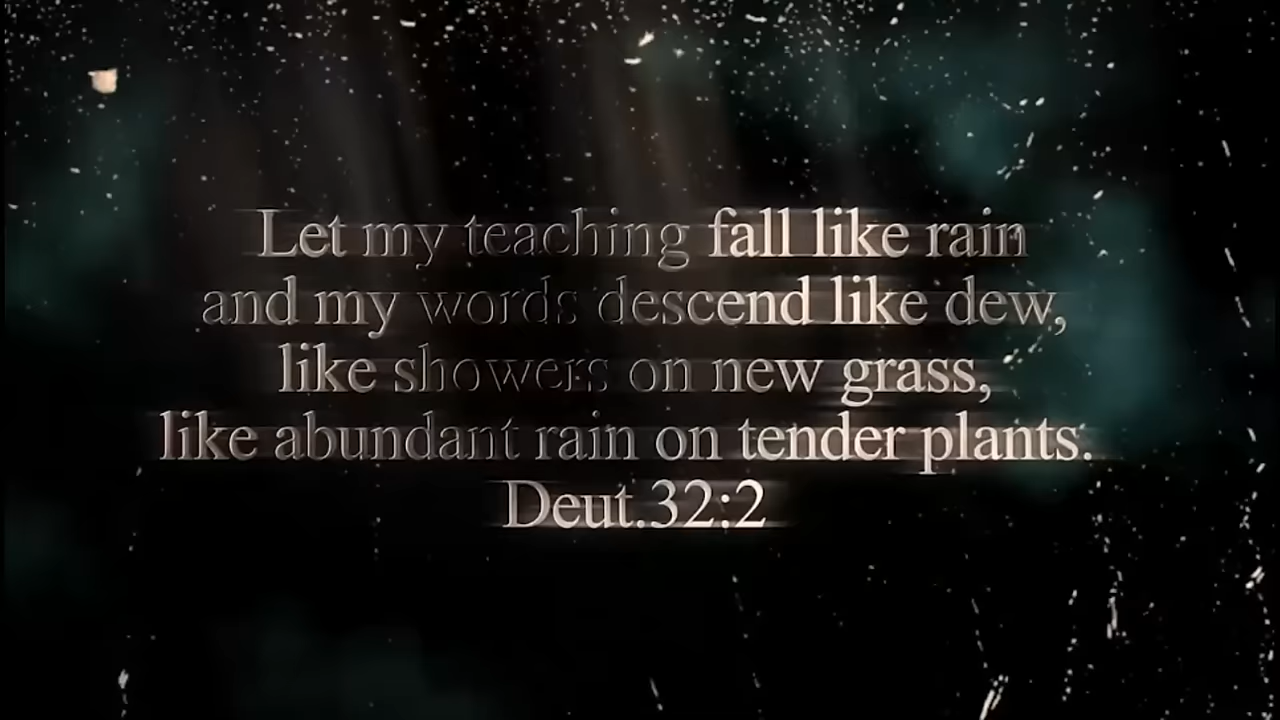 Let my teaching fall like rain
and my words descend like dew,
like showers on new grass,
like abundant rain on tender plants.
Deut.32:2